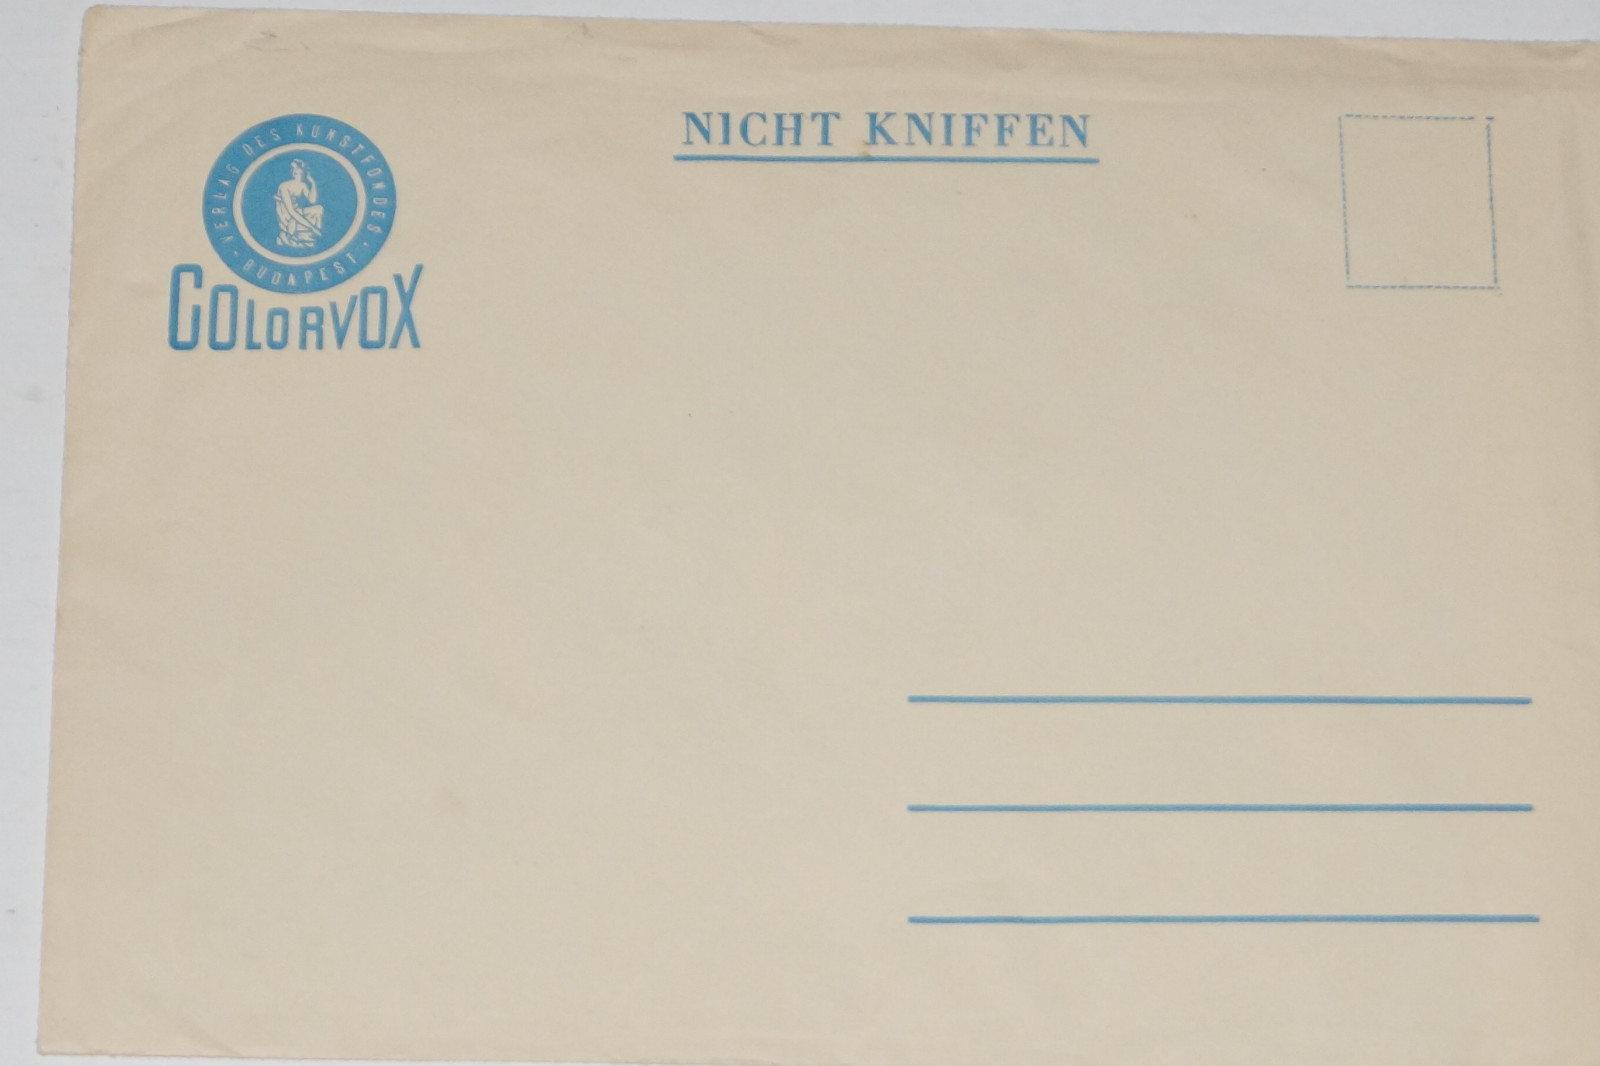 VERLAG DES KUNSTFONDES · BUDAPEST ·
COLORVOX
NICHT KNIFFEN